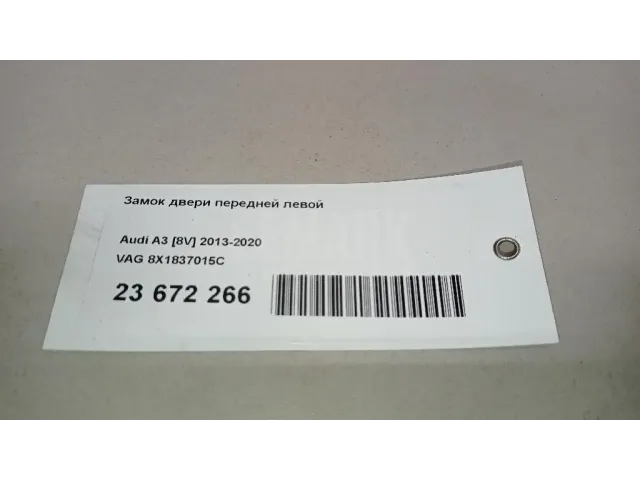 Замок двери передней левой
Audi A3 [8V] 2013-2020
VAG 8X1837015C
23 672 266